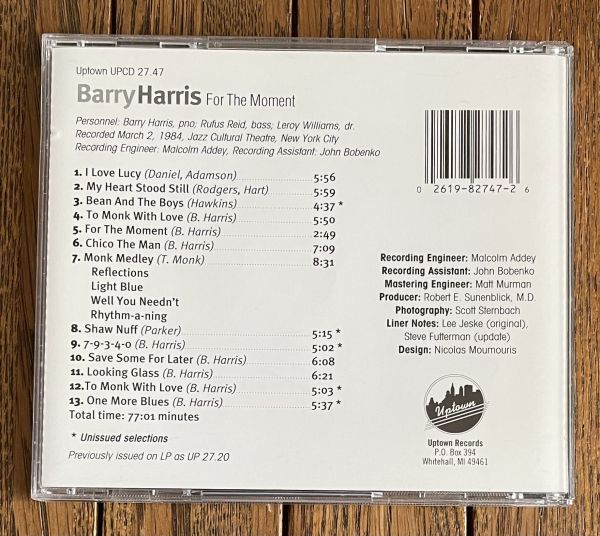 Uptown UPCD 27.47
BarryHarris For The Moment
Personnel: Barry Harris, pno; Rufus Reid, bass; Leroy Williams, dr.
Recorded March 2, 1984, Jazz Cultural Theatre, New York City
Recording Engineer: Malcolm Addey, Recording Assistant: John Bobenko
1. I Love Lucy (Daniel, Adamson) 5:56
2. My Heart Stood Still (Rodgers, Hart) 5:59
3. Bean And The Boys (Hawkins) 4:37 *
4. To Monk With Love (B. Harris) 5:50
5. For The Moment (B. Harris) 2:49
6. Chico The Man (B. Harris) 7:09
7. Monk Medley (T. Monk) 8:31
Reflections
Light Blue
Well You Needn't
Rhythm-a-ning
8. Shaw Nuff (Parker) 5:15 *
9. 7-9-3-4-0 (B. Harris) 5:02 *
10. Save Some For Later (B. Harris) 6:08
11. Looking Glass (B. Harris) 6:21
12. To Monk With Love (B. Harris) 5:03 *
13. One More Blues (B. Harris) 5:37 *
Total time: 77:01 minutes
* Unissued selections
Previously issued on LP as UP 27.20
0 2619-82747-2 6
Recording Engineer: Malcolm Addey
Recording Assistant: John Bobenko
Mastering Engineer: Matt Murman
Producer: Robert E. Sunenblick, M.D.
Photography: Scott Sternbach
Liner Notes: Lee Jeske (original),
Steve Futterman (update)
Design: Nicolas Moumouris
Uptown
Uptown Records
P.O. Box 394
Whitehall, MI 49461